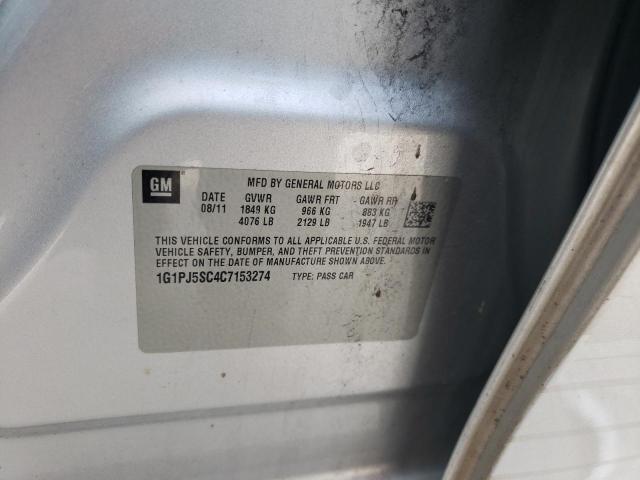 GM
MFD BY GENERAL MOTORS LLC
DATE GVWR GAWR FRT GAWR RR
08/11 1849 KG 966 KG 883 KG
4076 LB 2129 LB 1947 LB
THIS VEHICLE CONFORMS TO ALL APPLICABLE U.S. FEDERAL MOTOR
VEHICLE SAFETY, BUMPER, AND THEFT PREVENTION STANDARDS
IN EFFECT ON THE DATE OF MANUFACTURE SHOWN ABOVE.
1G1PJ5SC4C7153274 TYPE: PASS CAR